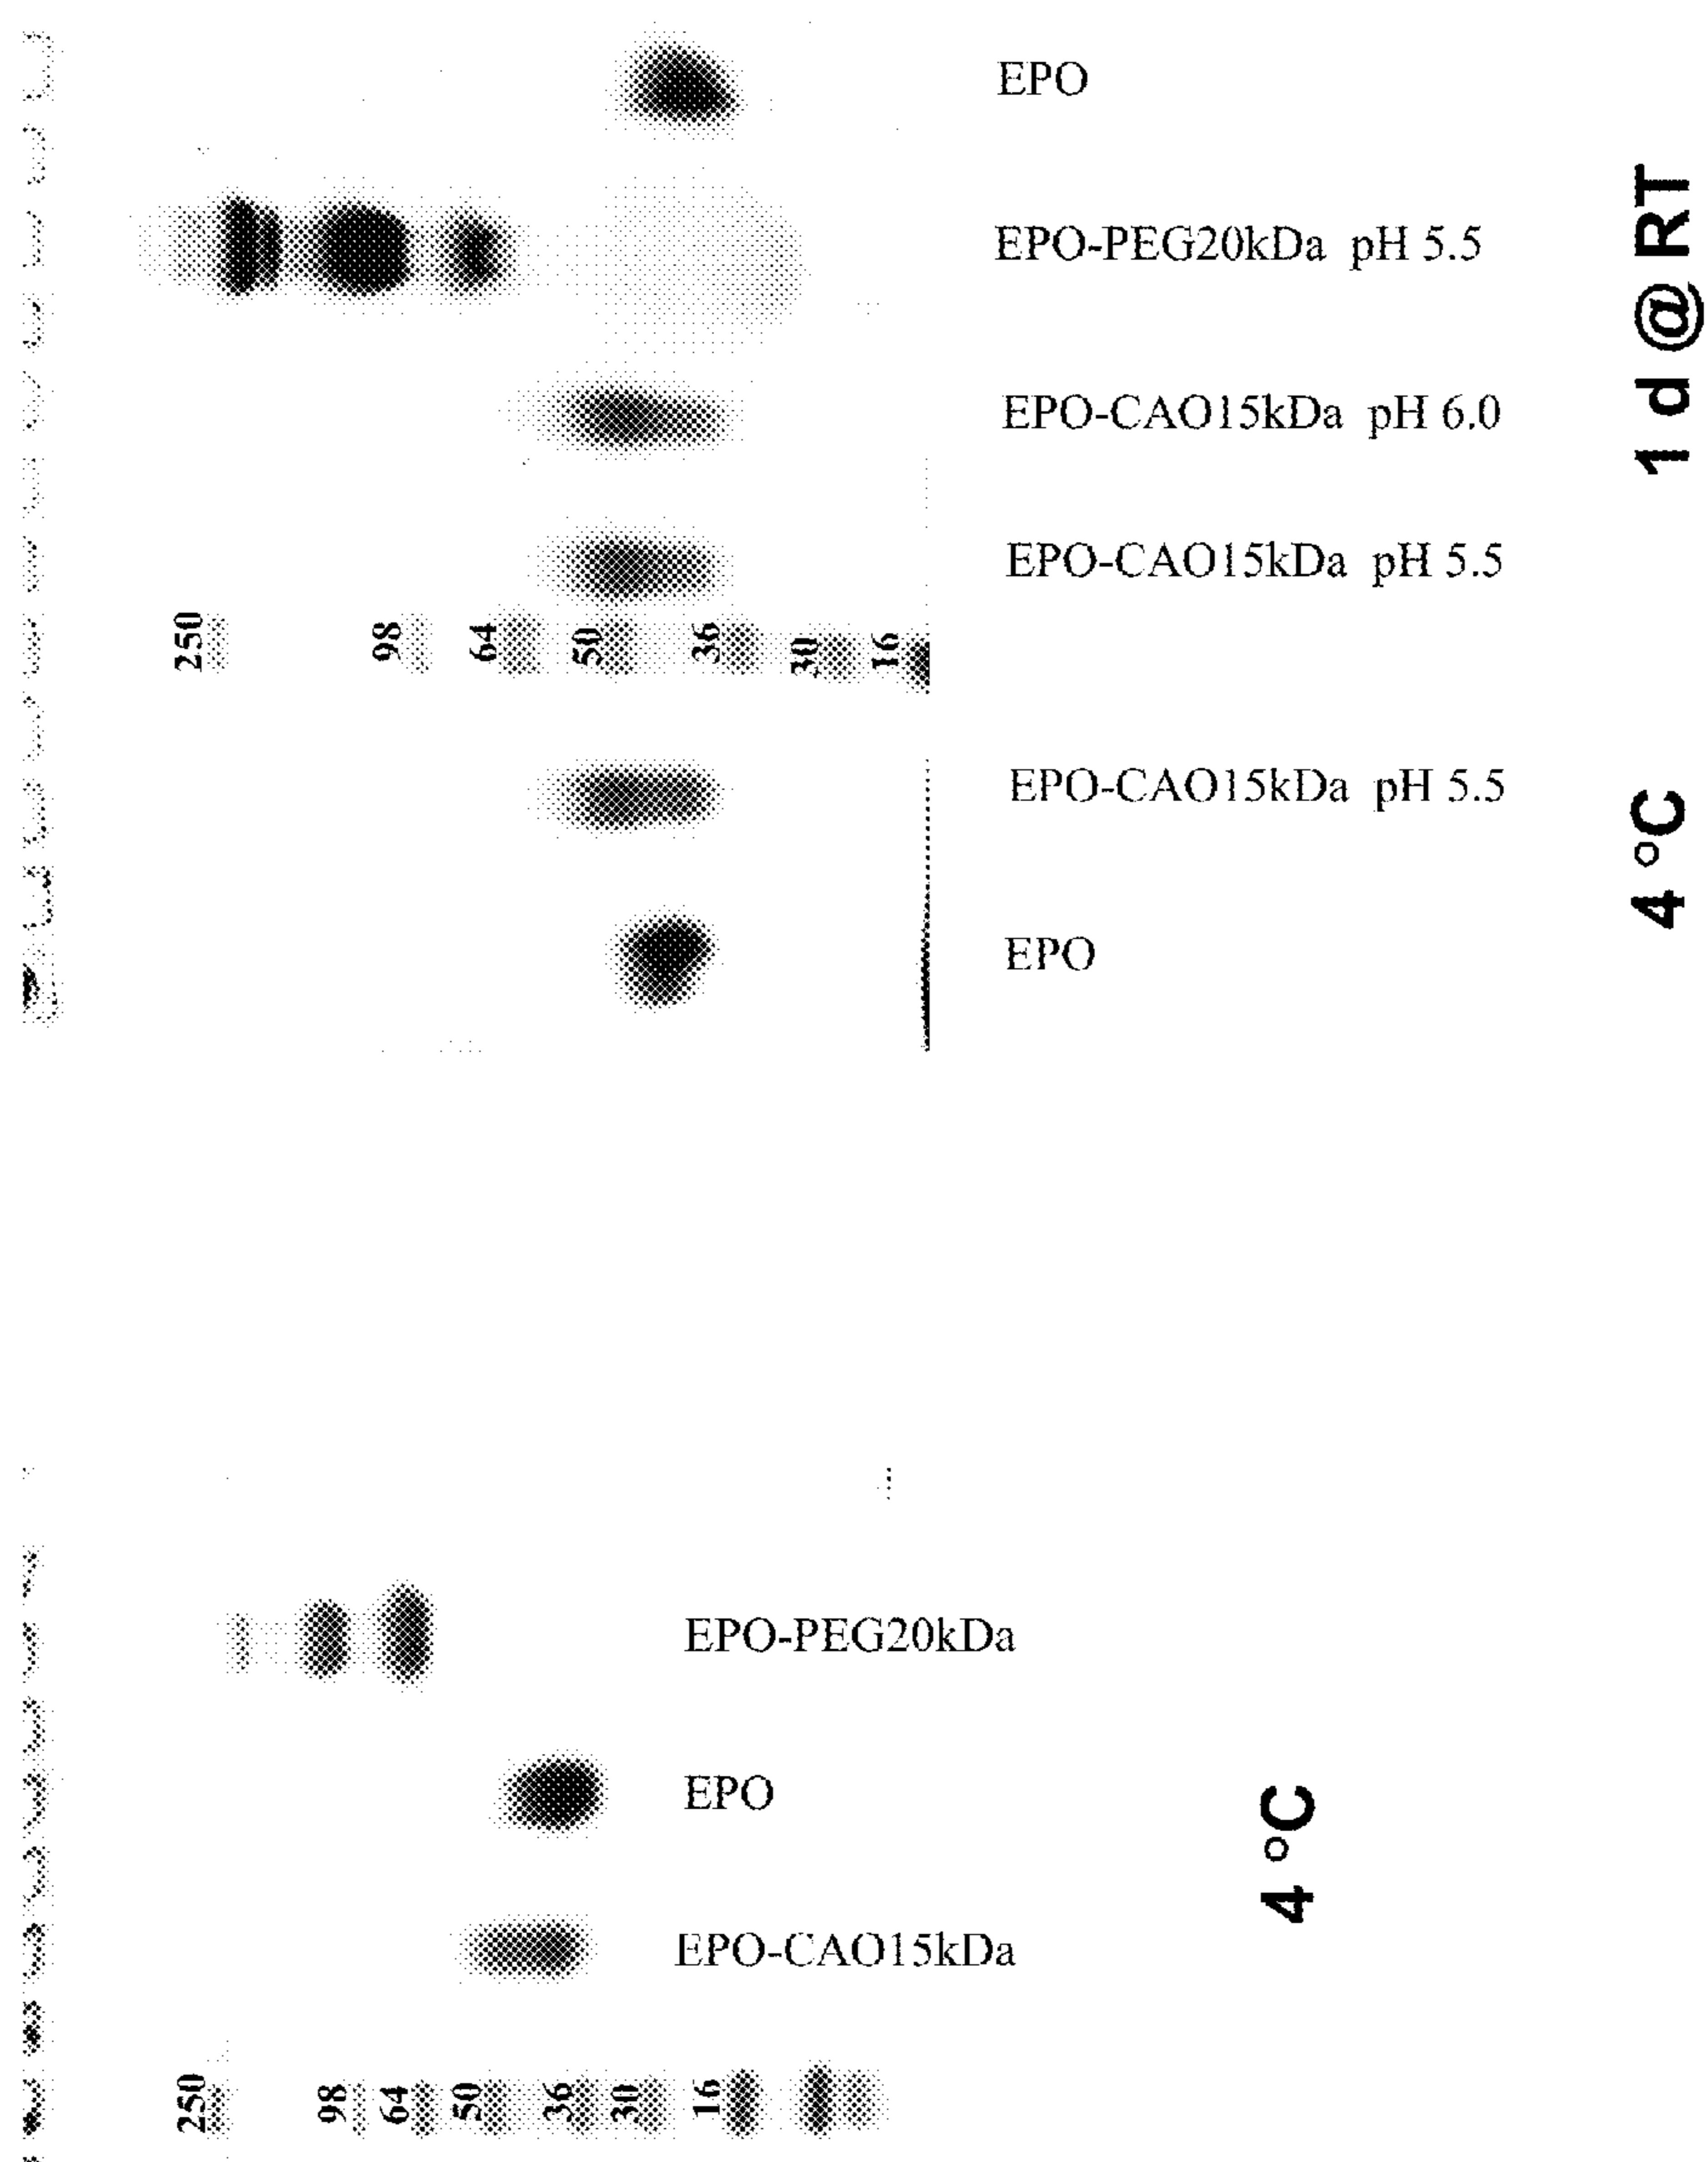 EPO
EPO-PEG20kDa pH 5.5
EPO-CAO15kDa pH 6.0
EPO-CAO15kDa pH 5.5
1 d @ RT
250 98 64 50 36 30 16
EPO-CAO15kDa pH 5.5
EPO
4 °C
EPO-PEG20kDa
EPO
EPO-CAO15kDa
4 °C
250 98 64 50 36 30 16